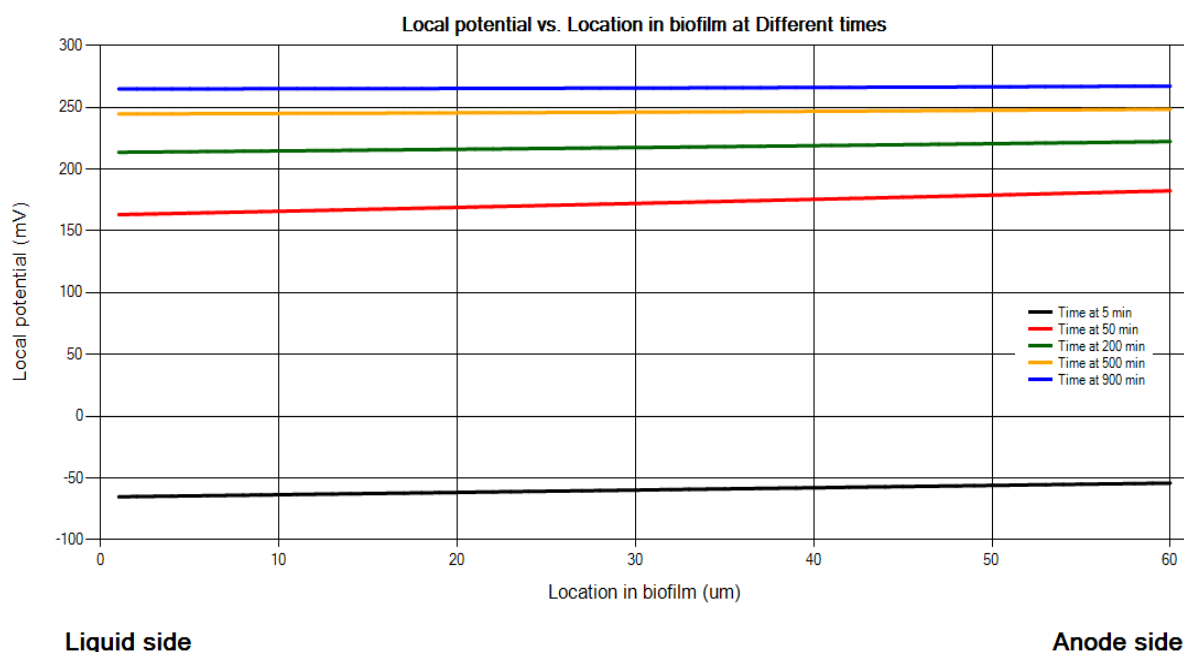 Local potential vs. Location in biofilm at Different times
300
250
200
150
100
50
0
-50
-100
Local potential (mV)
Time at 5 min
Time at 50 min
Time at 200 min
Time at 500 min
Time at 900 min
0 10 20 30 40 50 60
Location in biofilm (um)
Liquid side Anode side